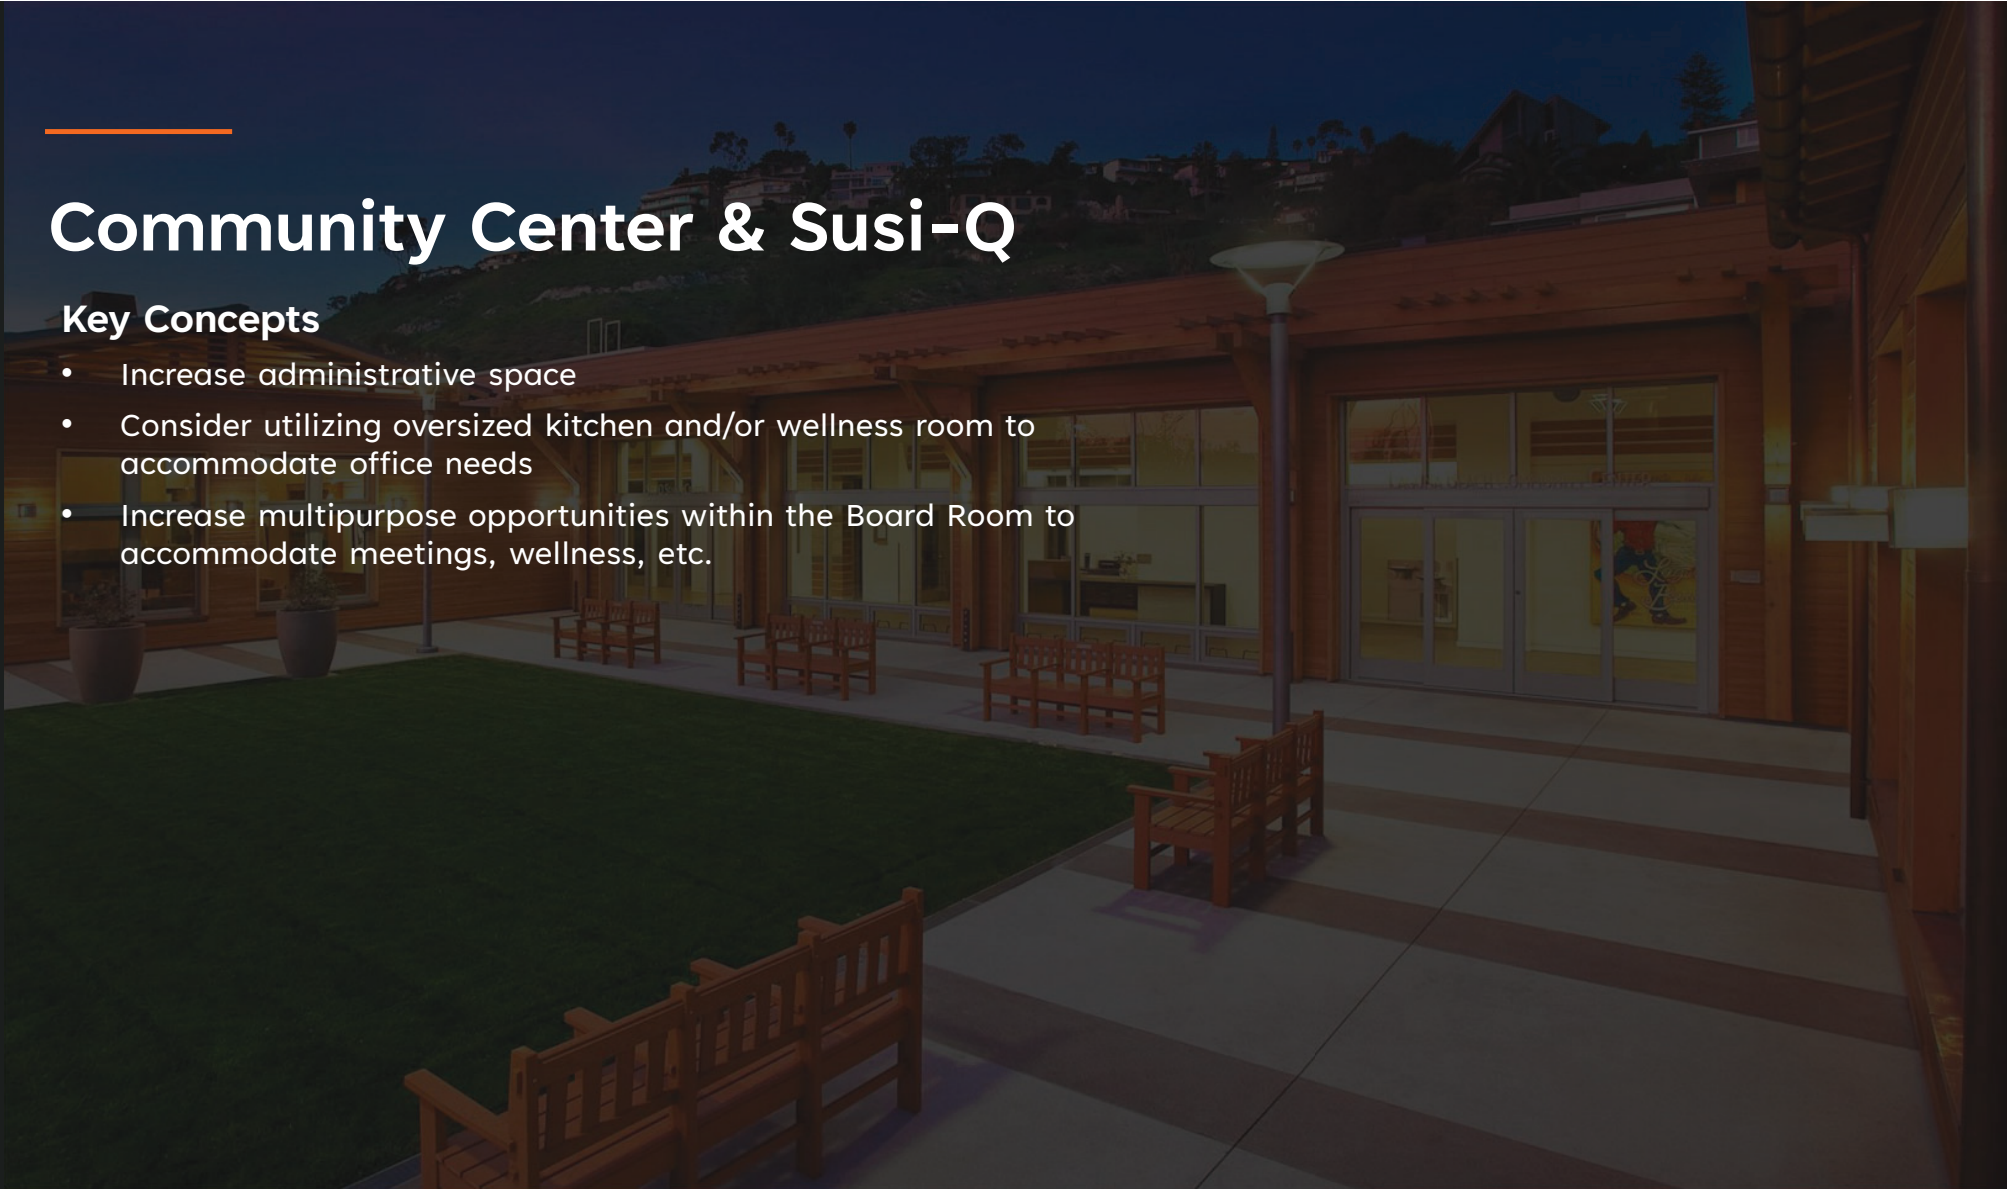 Community Center & Susi-Q
Key Concepts
• Increase administrative space
• Consider utilizing oversized kitchen and/or wellness room to
accommodate office needs
• Increase multipurpose opportunities within the Board Room to
accommodate meetings, wellness, etc.